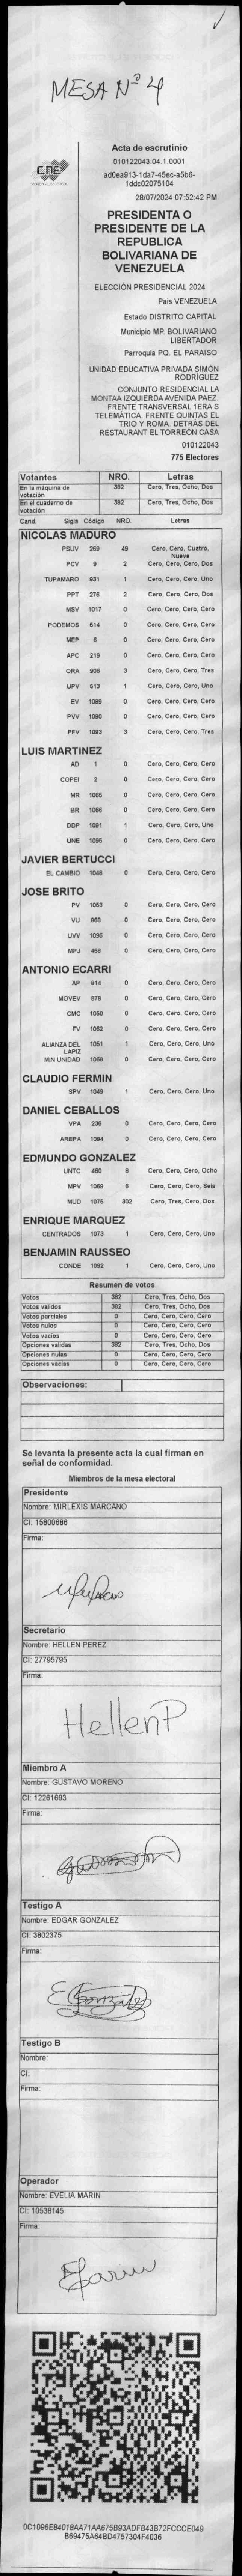 MESA Nº 4
CNE
Acta de escrutinio
010122043.04.1.0001
ad0ea913-1da7-45ec-a5b6-
1ddc02075104
28/07/2024 07:52:42 PM
PRESIDENTA O
PRESIDENTE DE LA
REPUBLICA
BOLIVARIANA DE
VENEZUELA
ELECCIÓN PRESIDENCIAL 2024
País VENEZUELA
Estado DISTRITO CAPITAL
Municipio MP. BOLIVARIANO
LIBERTADOR
Parroquia PQ. EL PARAISO
UNIDAD EDUCATIVA PRIVADA SIMÓN
RODRÍGUEZ
CONJUNTO RESIDENCIAL LA
MONTAA IZQUIERDA AVENIDA PAEZ.
FRENTE TRANSVERSAL 1ERA S
TELEMÁTICA. FRENTE QUINTAS EL
TRIO Y ROMA. DETRÁS DEL
RESTAURANT EL TORREÓN CASA
010122043
775 Electores
Votantes NRO. Letras
En la máquina de votación 382 Cero, Tres, Ocho, Dos
En el cuaderno de votación 382 Cero, Tres, Ocho, Dos
Cand. Sigla Código NRO. Letras
NICOLAS MADURO
PSUV 269 49 Cero, Cero, Cuatro, Nueve
PCV 9 2 Cero, Cero, Cero, Dos
TUPAMARO 931 1 Cero, Cero, Cero, Uno
PPT 276 2 Cero, Cero, Cero, Dos
MSV 1017 0 Cero, Cero, Cero, Cero
PODEMOS 514 0 Cero, Cero, Cero, Cero
MEP 6 0 Cero, Cero, Cero, Cero
APC 219 0 Cero, Cero, Cero, Cero
ORA 906 3 Cero, Cero, Cero, Tres
UPV 513 1 Cero, Cero, Cero, Uno
EV 1089 0 Cero, Cero, Cero, Cero
PVV 1090 0 Cero, Cero, Cero, Cero
PFV 1093 3 Cero, Cero, Cero, Tres
LUIS MARTINEZ
AD 1 0 Cero, Cero, Cero, Cero
COPEI 2 0 Cero, Cero, Cero, Cero
MR 1065 0 Cero, Cero, Cero, Cero
BR 1066 0 Cero, Cero, Cero, Cero
DDP 1091 1 Cero, Cero, Cero, Uno
UNE 1095 0 Cero, Cero, Cero, Cero
JAVIER BERTUCCI
EL CAMBIO 1048 0 Cero, Cero, Cero, Cero
JOSE BRITO
PV 1053 0 Cero, Cero, Cero, Cero
VU 968 0 Cero, Cero, Cero, Cero
UVV 1096 0 Cero, Cero, Cero, Cero
MPJ 458 0 Cero, Cero, Cero, Cero
ANTONIO ECARRI
AP 914 0 Cero, Cero, Cero, Cero
MOVEV 878 0 Cero, Cero, Cero, Cero
CMC 1050 0 Cero, Cero, Cero, Cero
FV 1062 0 Cero, Cero, Cero, Cero
ALIANZA DEL LAPIZ 1051 1 Cero, Cero, Cero, Uno
MIN UNIDAD 1069 0 Cero, Cero, Cero, Cero
CLAUDIO FERMIN
SPV 1049 1 Cero, Cero, Cero, Uno
DANIEL CEBALLOS
VPA 236 0 Cero, Cero, Cero, Cero
AREPA 1094 0 Cero, Cero, Cero, Cero
EDMUNDO GONZALEZ
UNTC 480 8 Cero, Cero, Cero, Ocho
MPV 1069 6 Cero, Cero, Cero, Seis
MUD 1075 302 Cero, Tres, Cero, Dos
ENRIQUE MARQUEZ
CENTRADOS 1073 1 Cero, Cero, Cero, Uno
BENJAMIN RAUSSEO
CONDE 1092 1 Cero, Cero, Cero, Uno
Resumen de votos
Votos 382 Cero, Tres, Ocho, Dos
Votos validos 382 Cero, Tres, Ocho, Dos
Votos parciales 0 Cero, Cero, Cero, Cero
Votos nulos 0 Cero, Cero, Cero, Cero
Votos vacios 0 Cero, Cero, Cero, Cero
Opciones validas 382 Cero, Tres, Ocho, Dos
Opciones nulas 0 Cero, Cero, Cero, Cero
Opciones vacias 0 Cero, Cero, Cero, Cero
Observaciones:
Se levanta la presente acta la cual firman en
señal de conformidad.
Miembros de la mesa electoral
Presidente
Nombre: MIRLEXIS MARCANO
CI: 15800686
Firma:
Secretario
Nombre: HELLEN PEREZ
CI: 27795795
Firma:
HellenP
Miembro A
Nombre: GUSTAVO MORENO
CI: 12261693
Firma:
Testigo A
Nombre: EDGAR GONZALEZ
CI: 3802375
Firma:
E Gonzalez
Testigo B
Nombre:
CI:
Firma:
Operador
Nombre: EVELIA MARIN
CI: 10538145
Firma:
0C1096EB4018AA71AA675B93ADFB43B72FCCCE049
B69475A64BD4757304F4036